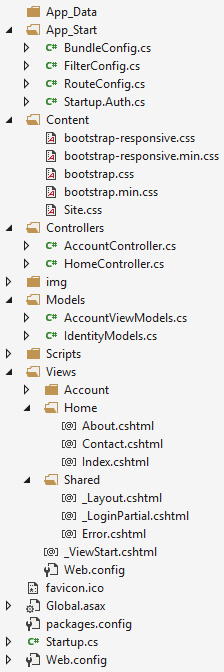 App_Data
App_Start
C# BundleConfig.cs
C# FilterConfig.cs
C# RouteConfig.cs
C# Startup.Auth.cs
Content
bootstrap-responsive.css
bootstrap-responsive.min.css
bootstrap.css
bootstrap.min.css
Site.css
Controllers
C# AccountController.cs
C# HomeController.cs
img
Models
C# AccountViewModels.cs
C# IdentityModels.cs
Scripts
Views
Account
Home
[@] About.cshtml
[@] Contact.cshtml
[@] Index.cshtml
Shared
[@] _Layout.cshtml
[@] _LoginPartial.cshtml
[@] Error.cshtml
[@] _ViewStart.cshtml
Web.config
favicon.ico
Global.asax
packages.config
C# Startup.cs
Web.config